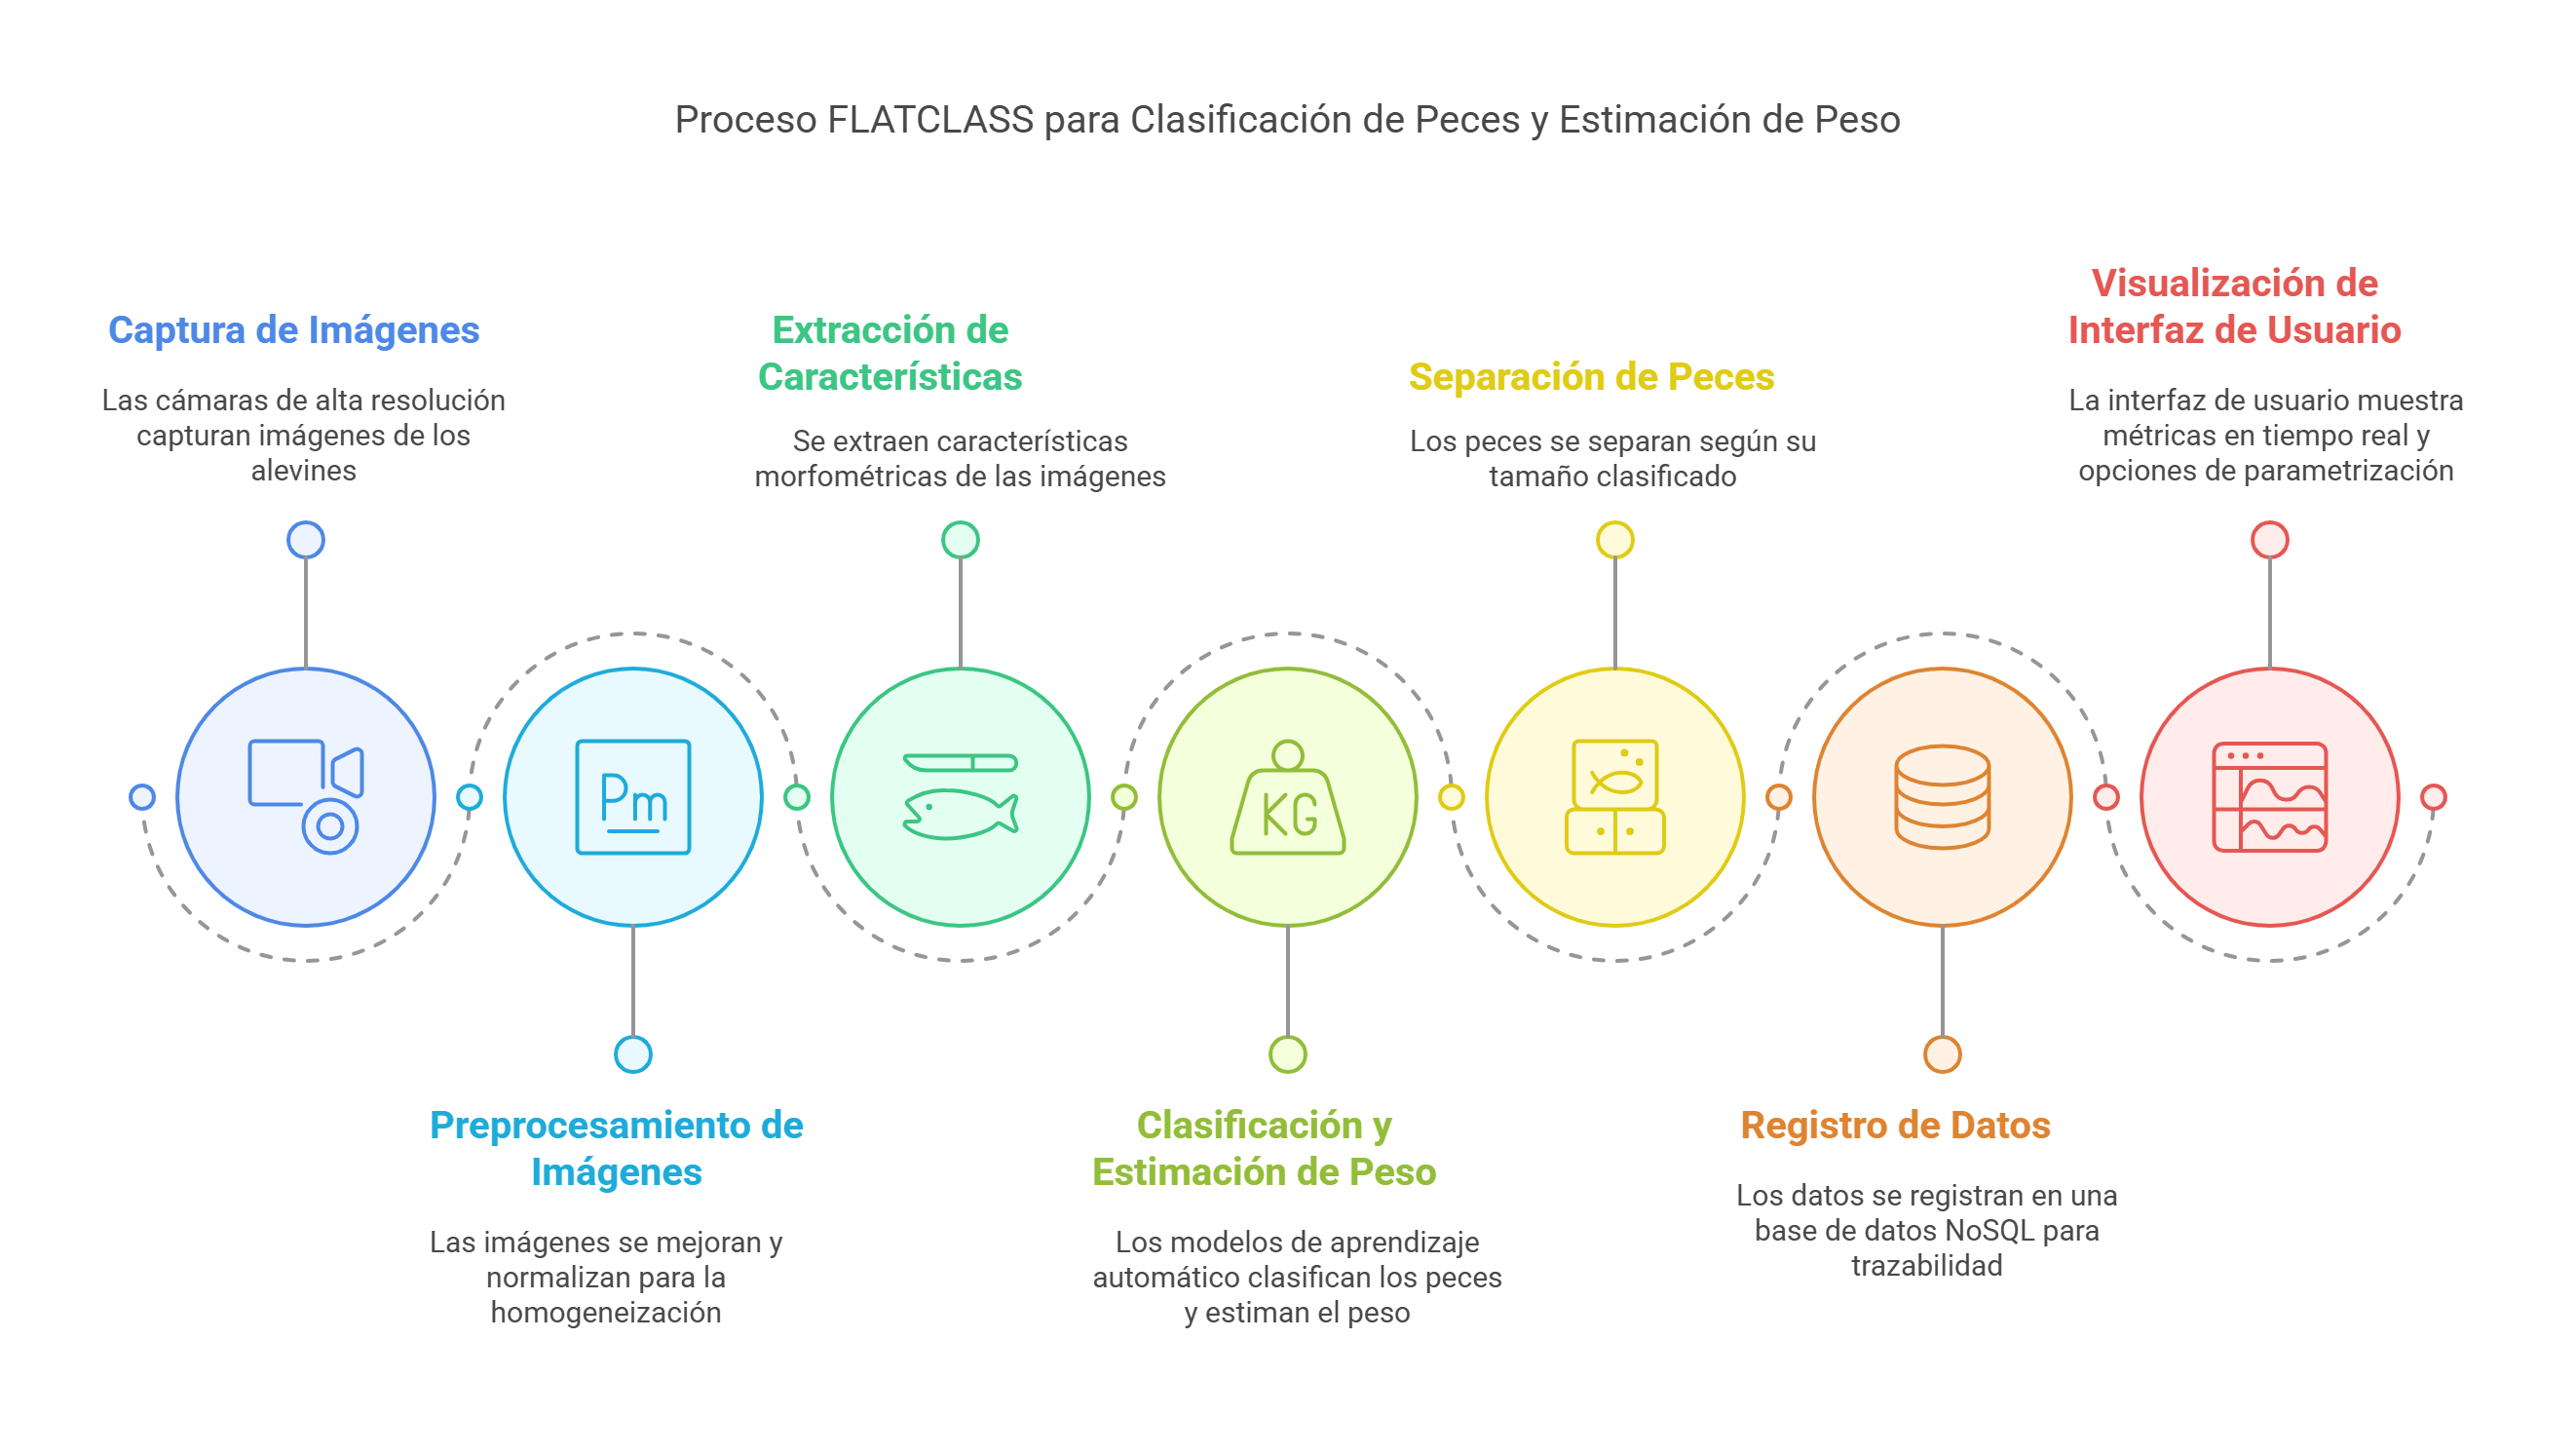 Proceso FLATCLASS para Clasificación de Peces y Estimación de Peso
Captura de Imágenes
Las cámaras de alta resolución
capturan imágenes de los
alevines
Preprocesamiento de
Imágenes
Las imágenes se mejoran y
normalizan para la
homogeneización
Extracción de
Características
Se extraen características
morfométricas de las imágenes
Clasificación y
Estimación de Peso
Los modelos de aprendizaje
automático clasifican los peces
y estiman el peso
Separación de Peces
Los peces se separan según su
tamaño clasificado
Registro de Datos
Los datos se registran en una
base de datos NoSQL para
trazabilidad
Visualización de
Interfaz de Usuario
La interfaz de usuario muestra
métricas en tiempo real y
opciones de parametrización
Pm
KG